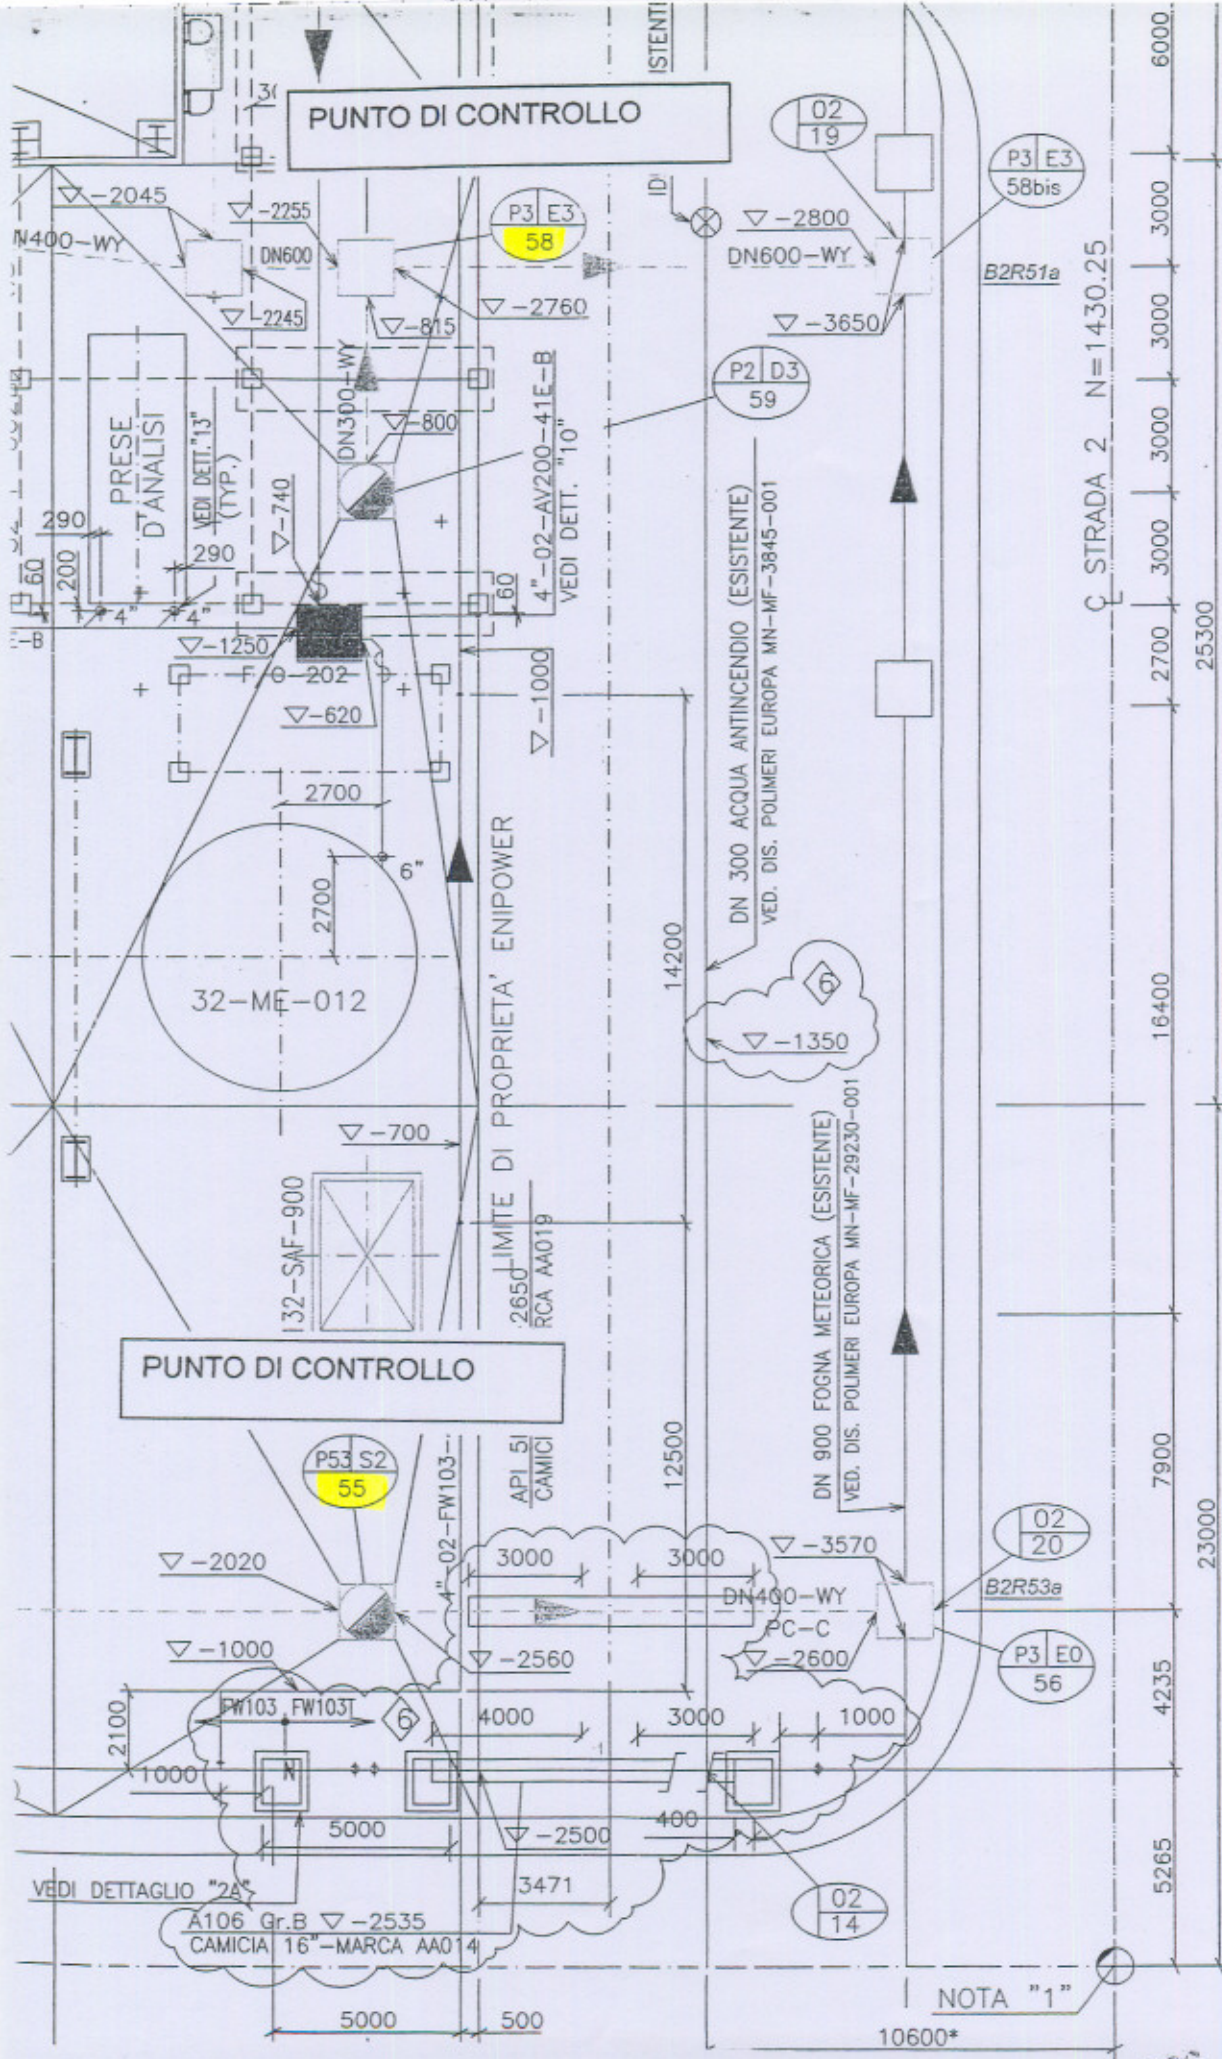 6000
ISTENTI
PUNTO DI CONTROLLO
02
19
P3 E3
58bis
-2045
-2255
P3 E3
58
-2800
3000
N400-WY
DN600
DN600-WY
B2R51a
-2245
-815
-2760
-3650
3000
DN300-WY
P2 D3
59
-800
PRESE
D'ANALISI
VEDI DETT."13"
(TYP.)
4"-02-AV200-41E-B
VEDI DETT. "10"
3000
STRADA 2 N=1430.25
-740
290
290
60
200
4"
4"
60
3000
25300
E-B
-1250
-620
-1000
2700
DN 300 ACQUA ANTINCENDIO (ESISTENTE)
VED. DIS. POLIMERI EUROPA MN-MF-3845-001
2700
6"
2700
32-ME-012
LIMITE DI PROPRIETA' ENIPOWER
14200
6
-1350
16400
-700
132-SAF-900
2650
RCA AA019
DN 900 FOGNA METEORICA (ESISTENTE)
VED. DIS. POLIMERI EUROPA MN-MF-29230-001
PUNTO DI CONTROLLO
P53 S2
55
4"-02-FW103-
API 5
CAMICI
12500
7900
23000
02
20
-2020
3000
3000
-3570
DN400-WY
PC-C
B2R53a
-1000
-2560
-2600
P3 E0
56
2100
FW103
FW103T
6
4000
3000
1000
4235
1000
N
5000
-2500
400
VEDI DETTAGLIO "2A"
3471
02
14
5265
A106 Gr.B -2535
CAMICIA 16"-MARCA AA014
NOTA "1"
5000
500
10600*